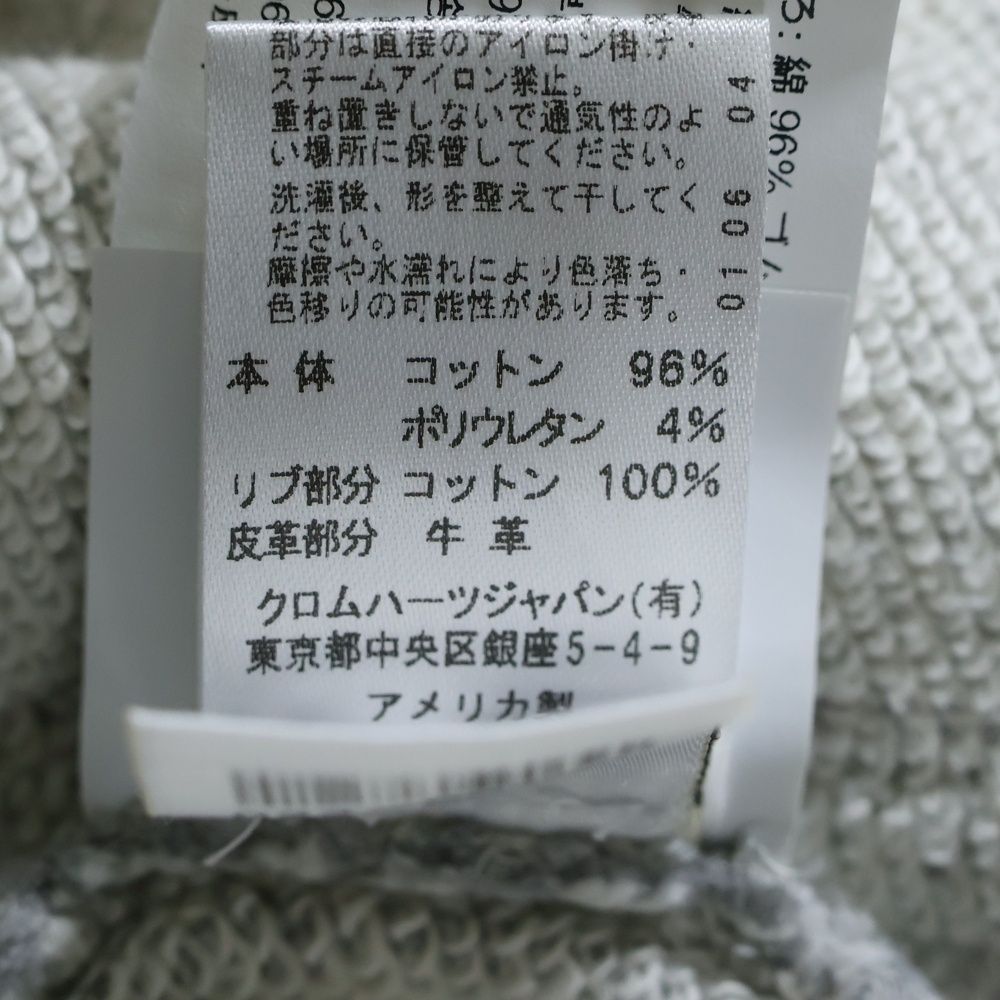 部分は直接のアイロン掛け・
スチームアイロン禁止。
重ね置きしないで通気性のよ
い場所に保管してください。
洗濯後、形を整えて干してく
ださい。
摩擦や水濡れにより色落ち・
色移りの可能性があります。
本体 コットン 96%
ポリウレタン 4%
リブ部分 コットン 100%
皮革部分 牛革
クロムハーツジャパン(有)
東京都中央区銀座5-4-9
アメリカ製
01 06 04
綿 96%